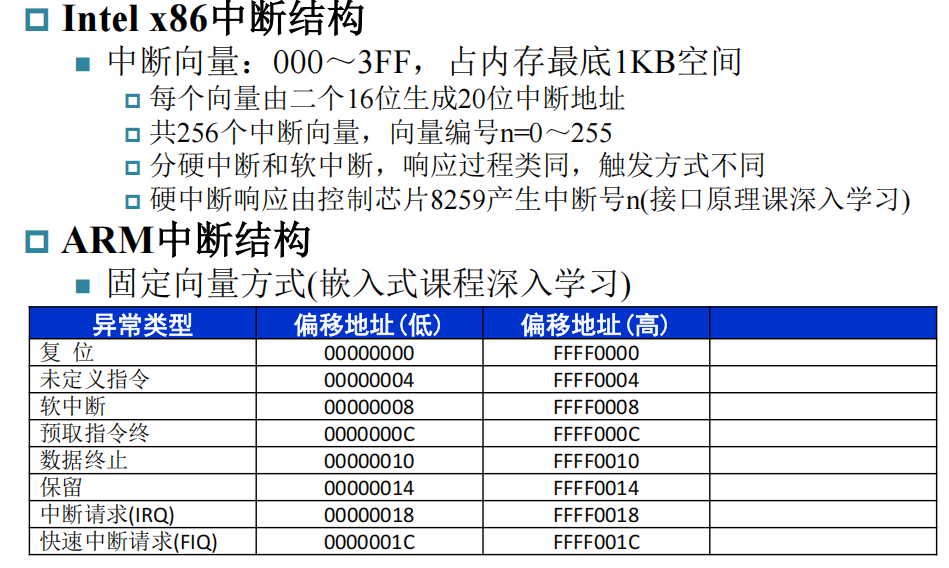 Intel x86中断结构
中断向量：000～3FF，占内存最底1KB空间
每个向量由二个16位生成20位中断地址
共256个中断向量，向量编号n=0～255
分硬中断和软中断，响应过程类同，触发方式不同
硬中断响应由控制芯片8259产生中断号n(接口原理课深入学习)
ARM中断结构
固定向量方式(嵌入式课程深入学习)
异常类型 偏移地址(低) 偏移地址(高)
复 位 00000000 FFFF0000
未定义指令 00000004 FFFF0004
软中断 00000008 FFFF0008
预取指令终 0000000C FFFF000C
数据终止 00000010 FFFF0010
保留 00000014 FFFF0014
中断请求(IRQ) 00000018 FFFF0018
快速中断请求(FIQ) 0000001C FFFF001C